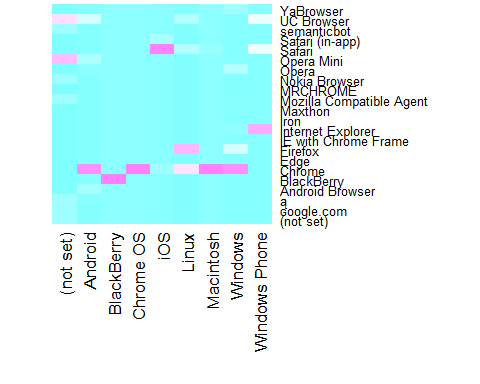 YaBrowser
UC Browser
semanticbot
Safari (in-app)
Safari
Opera Mini
Opera
Nokia Browser
MRCHROME
Mozilla Compatible Agent
Maxthon
Iron
Internet Explorer
IE with Chrome Frame
Firefox
Edge
Chrome
BlackBerry
Android Browser
a
google.com
(not set)
(not set)
Android
BlackBerry
Chrome OS
iOS
Linux
Macintosh
Windows
Windows Phone